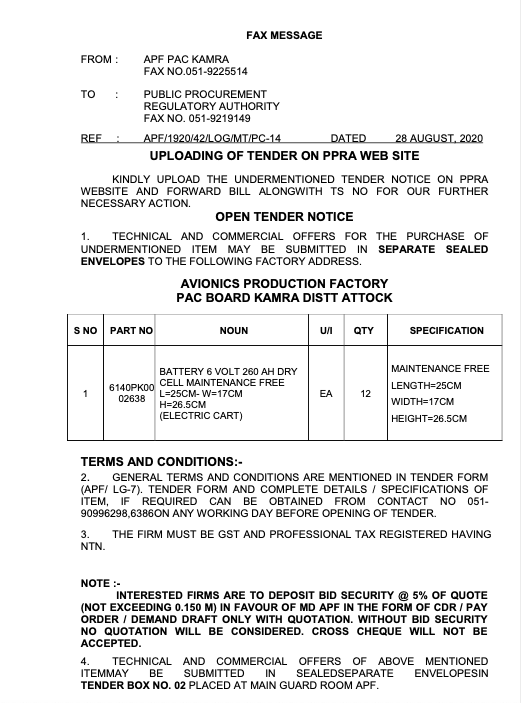 FAX MESSAGE
FROM : APF PAC KAMRA
FAX NO.051-9225514
TO : PUBLIC PROCUREMENT
REGULATORY AUTHORITY
FAX NO. 051-9219149
REF : APF/1920/42/LOG/MT/PC-14 DATED 28 AUGUST, 2020
UPLOADING OF TENDER ON PPRA WEB SITE
KINDLY UPLOAD THE UNDERMENTIONED TENDER NOTICE ON PPRA
WEBSITE AND FORWARD BILL ALONGWITH TS NO FOR OUR FURTHER
NECESSARY ACTION.
OPEN TENDER NOTICE
1. TECHNICAL AND COMMERCIAL OFFERS FOR THE PURCHASE OF
UNDERMENTIONED ITEM MAY BE SUBMITTED IN SEPARATE SEALED
ENVELOPES TO THE FOLLOWING FACTORY ADDRESS.
AVIONICS PRODUCTION FACTORY
PAC BOARD KAMRA DISTT ATTOCK
S NO PART NO NOUN U/I QTY SPECIFICATION
1 6140PK00
02638
BATTERY 6 VOLT 260 AH DRY
CELL MAINTENANCE FREE
L=25CM- W=17CM
H=26.5CM
(ELECTRIC CART)
EA 12
MAINTENANCE FREE
LENGTH=25CM
WIDTH=17CM
HEIGHT=26.5CM
TERMS AND CONDITIONS:-
2. GENERAL TERMS AND CONDITIONS ARE MENTIONED IN TENDER FORM
(APF/ LG-7). TENDER FORM AND COMPLETE DETAILS / SPECIFICATIONS OF
ITEM, IF REQUIRED CAN BE OBTAINED FROM CONTACT NO 051-
90996298,6386ON ANY WORKING DAY BEFORE OPENING OF TENDER.
3. THE FIRM MUST BE GST AND PROFESSIONAL TAX REGISTERED HAVING
NTN.
NOTE :-
INTERESTED FIRMS ARE TO DEPOSIT BID SECURITY @ 5% OF QUOTE
(NOT EXCEEDING 0.150 M) IN FAVOUR OF MD APF IN THE FORM OF CDR / PAY
ORDER / DEMAND DRAFT ONLY WITH QUOTATION. WITHOUT BID SECURITY
NO QUOTATION WILL BE CONSIDERED. CROSS CHEQUE WILL NOT BE
ACCEPTED.
4. TECHNICAL AND COMMERCIAL OFFERS OF ABOVE MENTIONED
ITEMMAY BE SUBMITTED IN SEALEDSEPARATE ENVELOPESIN
TENDER BOX NO. 02 PLACED AT MAIN GUARD ROOM APF.